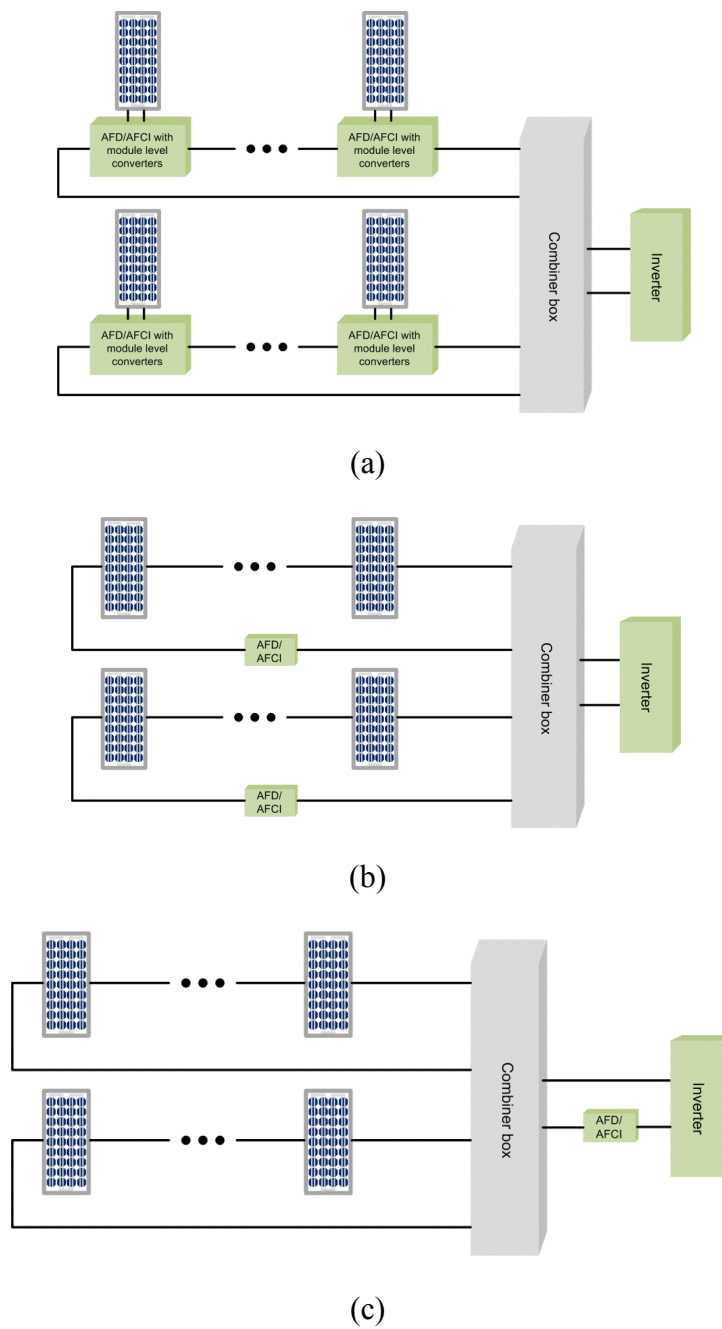 AFD/AFCI with
module level
converters
AFD/AFCI with
module level
converters
Combiner box
Inverter
AFD/AFCI with
module level
converters
AFD/AFCI with
module level
converters
(a)
Combiner box
Inverter
AFD/
AFCI
AFD/
AFCI
(b)
Combiner box
Inverter
AFD/
AFCI
(c)